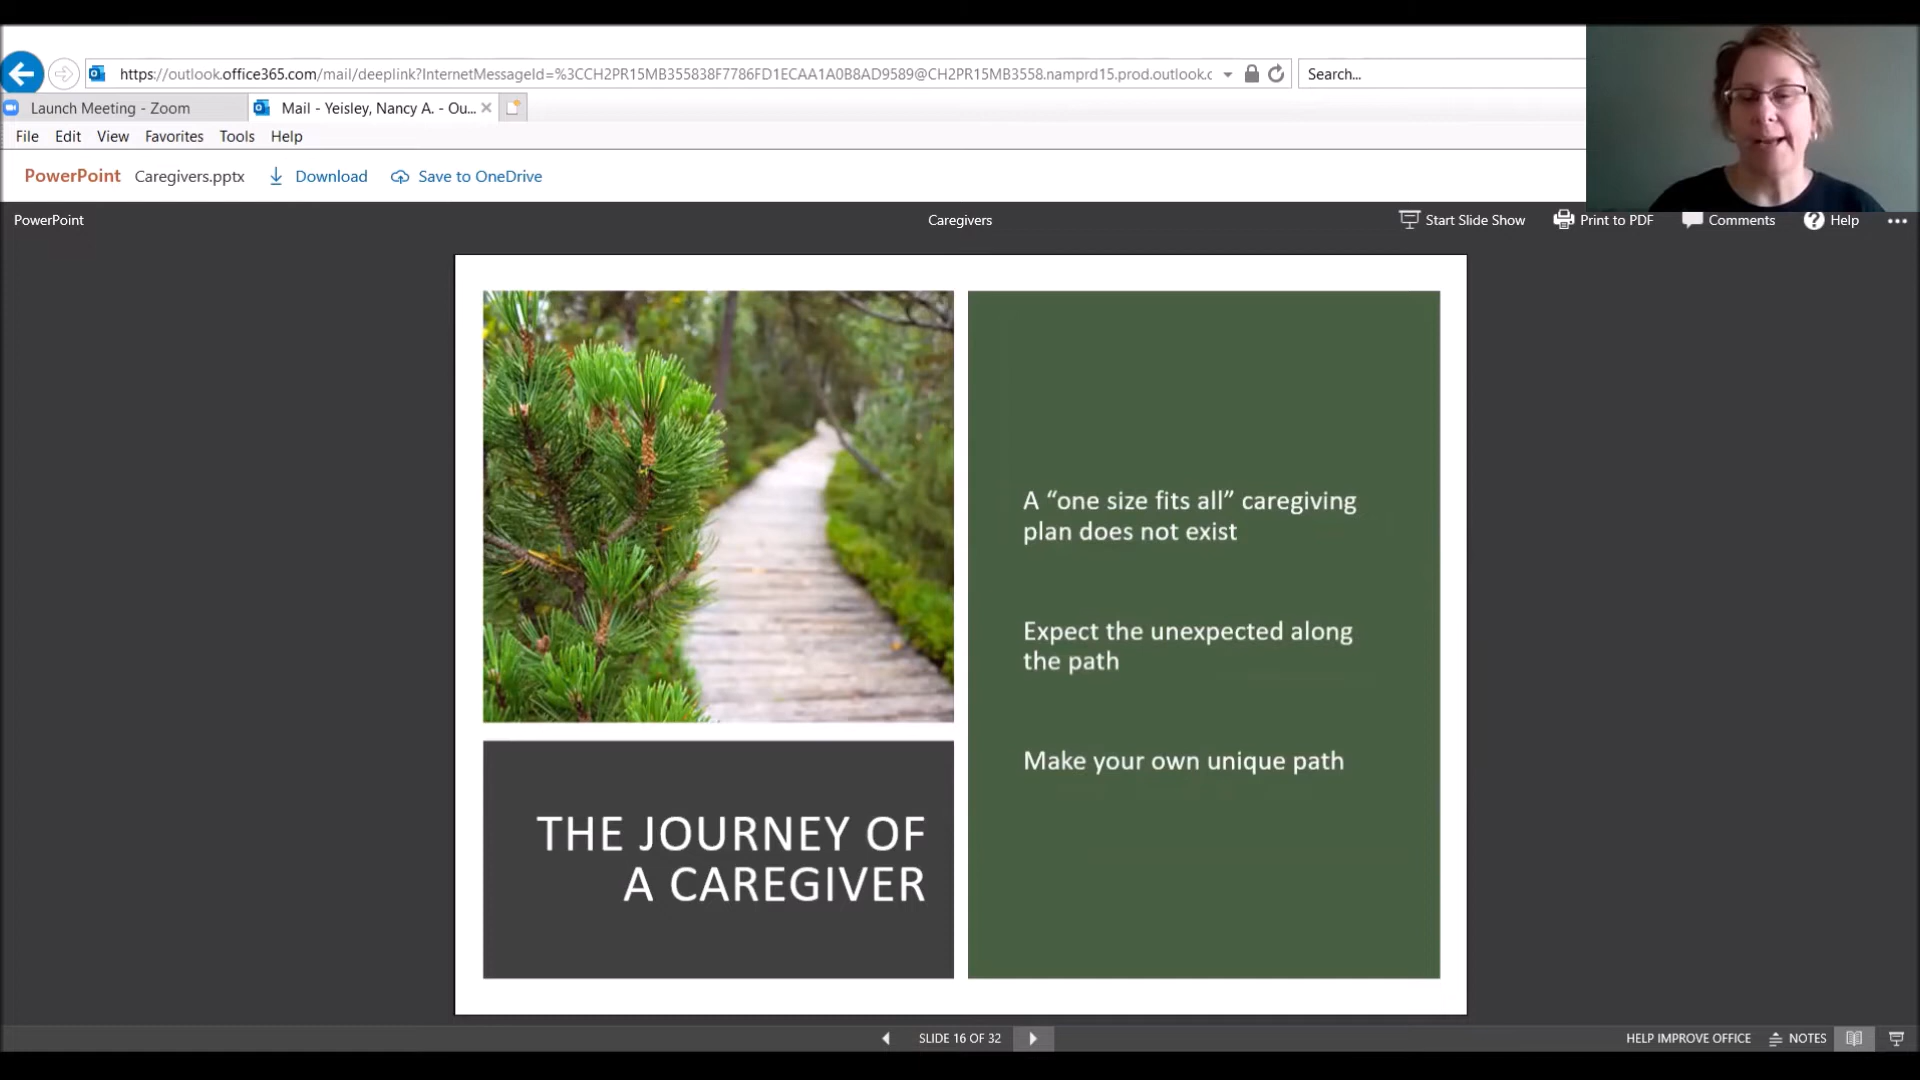 https://outlook.office365.com/mail/deeplink?InternetMessageId=%3CCH2PR15MB355838F7786FD1ECAA1A0B8AD9589@CH2PR15MB3558.namprd15.prod.outlook.c
Search...
Launch Meeting - Zoom
Mail - Yeisley, Nancy A. - Ou...
File Edit View Favorites Tools Help
PowerPoint Caregivers.pptx Download Save to OneDrive
PowerPoint
Caregivers
Start Slide Show Print to PDF Comments Help
A “one size fits all” caregiving
plan does not exist
Expect the unexpected along
the path
Make your own unique path
THE JOURNEY OF
A CAREGIVER
SLIDE 16 OF 32
HELP IMPROVE OFFICE NOTES